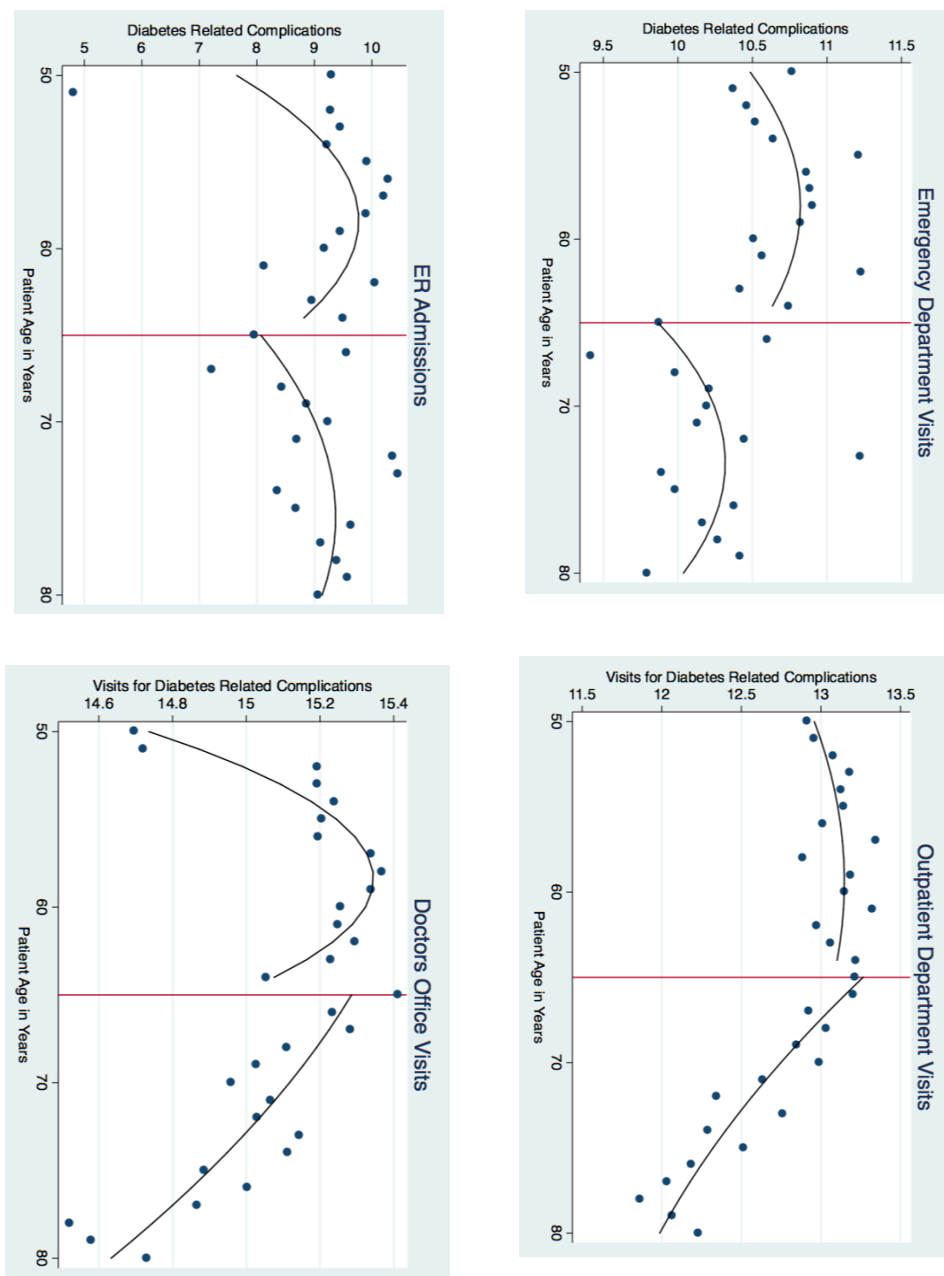 Emergency Department Visits
Diabetes Related Complications
9.5 10 10.5 11 11.5
50 60 70 80
Patient Age in Years
Outpatient Department Visits
Visits for Diabetes Related Complications
11.5 12 12.5 13 13.5
50 60 70 80
Patient Age in Years
ER Admissions
Diabetes Related Complications
5 6 7 8 9 10
50 60 70 80
Patient Age in Years
Doctors Office Visits
Visits for Diabetes Related Complications
14.6 14.8 15 15.2 15.4
50 60 70 80
Patient Age in Years